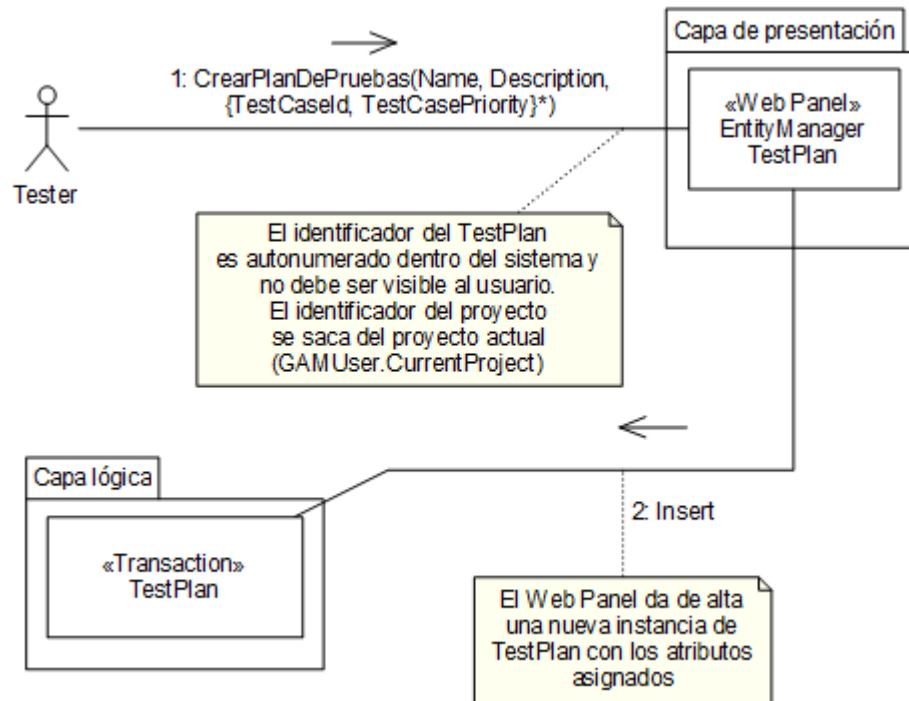 Capa de presentación
1: CrearPlanDePruebas(Name, Description,
{TestCaseId, TestCasePriority}*)
«Web Panel»
EntityManager
TestPlan
Tester
El identificador del TestPlan
es autonumerado dentro del sistema y
no debe ser visible al usuario.
El identificador del proyecto
se saca del proyecto actual
(GAMUser.CurrentProject)
Capa lógica
2: Insert
«Transaction»
TestPlan
El Web Panel da de alta
una nueva instancia de
TestPlan con los atributos
asignados